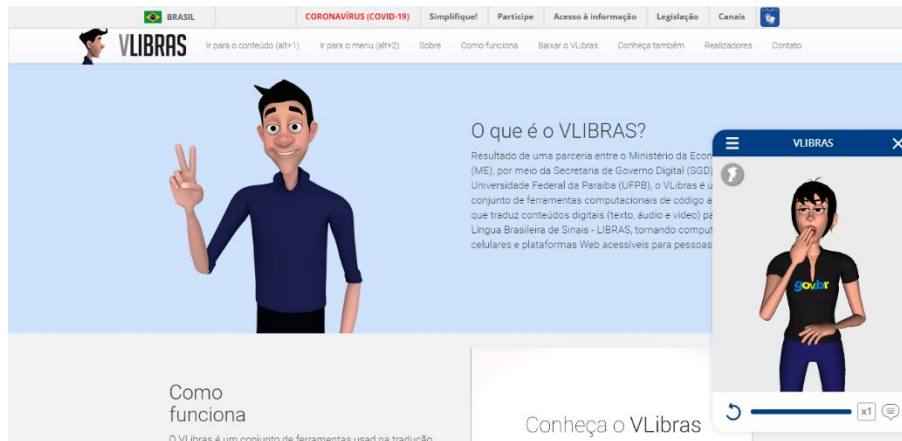 BRASIL CORONAVÍRUS (COVID-19) Simplifique! Participe Acesso à informação Legislação Canais
VLIBRAS Ir para o conteúdo (alt+1) Ir para o menu (alt+2) Sobre Como funciona Baixar o VLibras Conheça também Realizadores Contato
O que é o VLIBRAS?
Resultado de uma parceria entre o Ministério da Econ
(ME), por meio da Secretaria de Governo Digital (SGD)
Universidade Federal da Paraíba (UFPB), o VLibras é u
conjunto de ferramentas computacionais de código a
que traduz conteúdos digitais (texto, áudio e vídeo) pa
Língua Brasileira de Sinais - LIBRAS, tornando comput
celulares e plataformas Web acessíveis para pessoas
VLIBRAS
gov.br
x1
Como
funciona
O VLibras é um conjunto de ferramentas usad na tradução
Conheça o VLibras